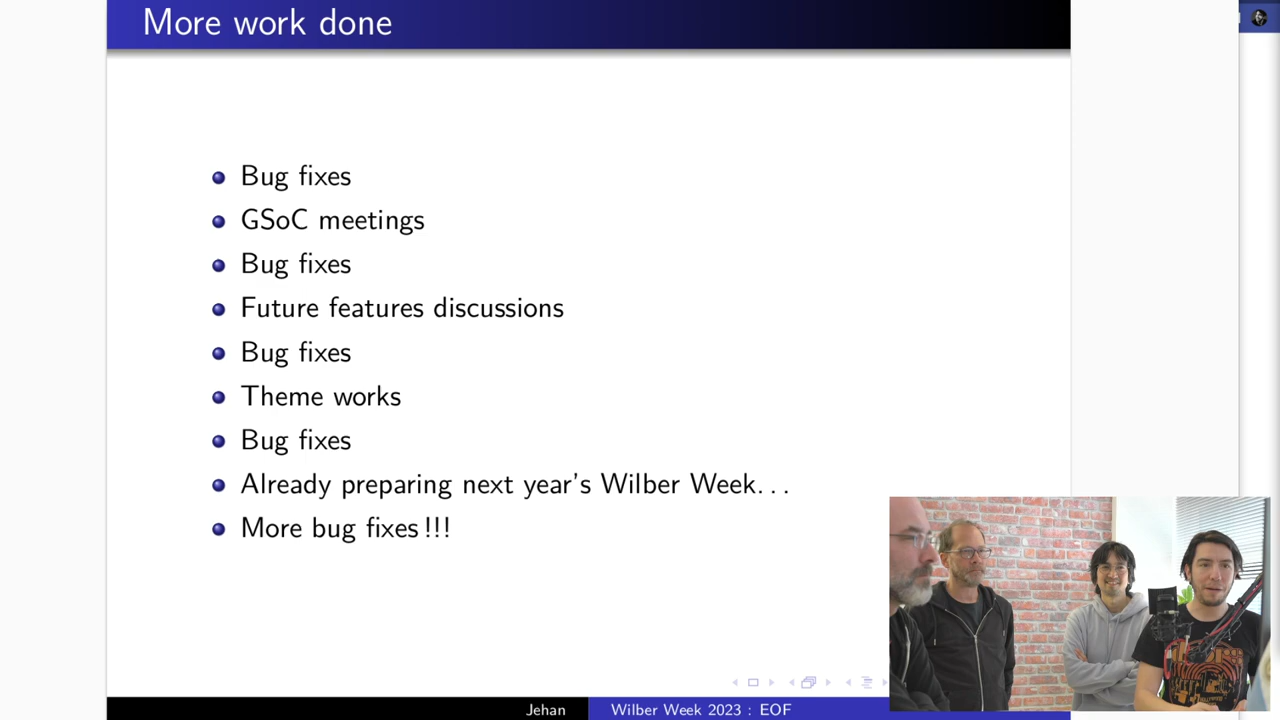 More work done
Bug fixes
GSoC meetings
Bug fixes
Future features discussions
Bug fixes
Theme works
Bug fixes
Already preparing next year's Wilber Week...
More bug fixes !!!
Jehan
Wilber Week 2023 : EOF